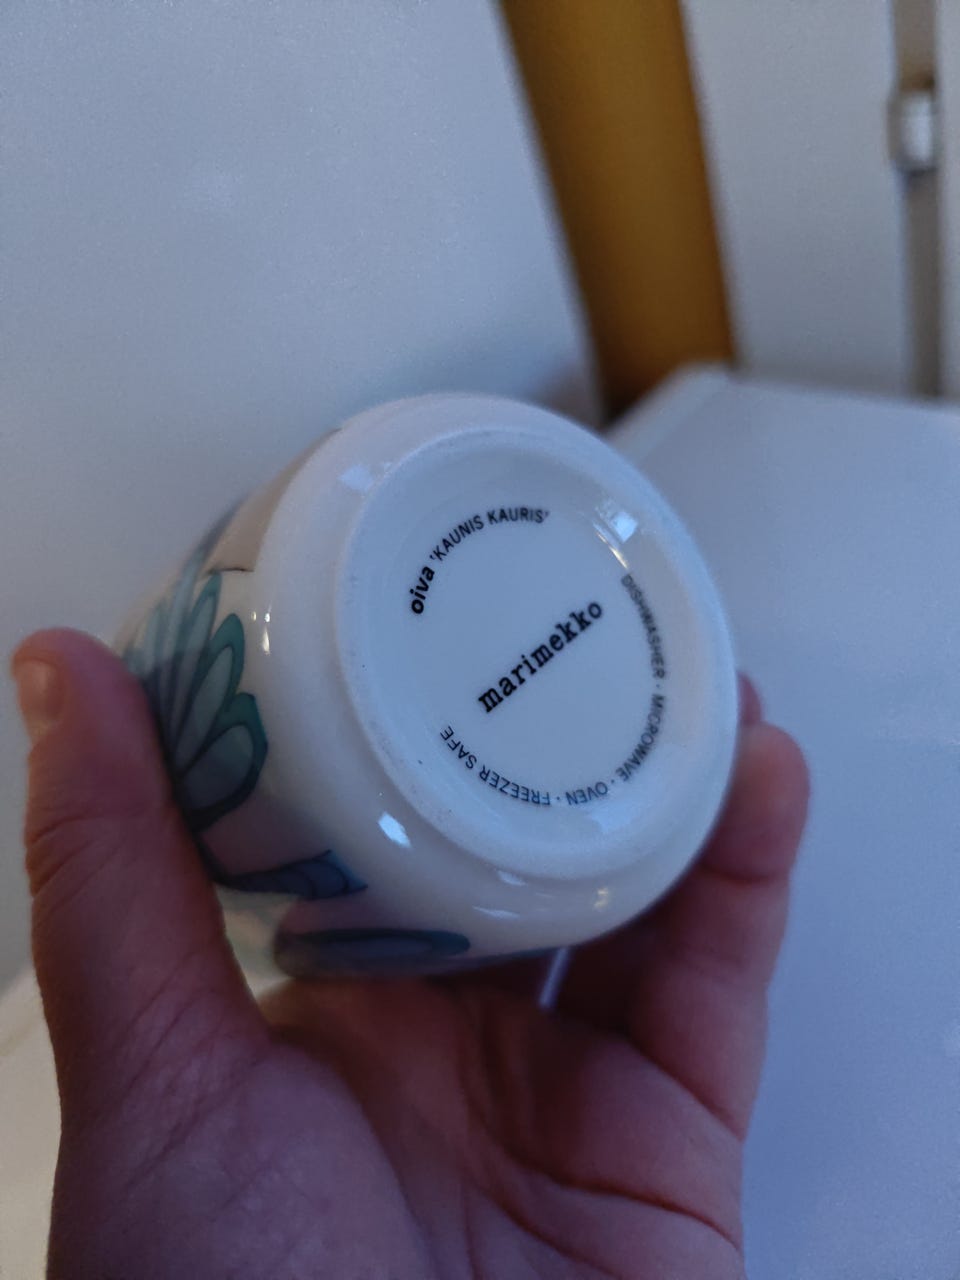 oiva 'KAUNIS KAURIS'
marimekko
DISHWASHER · MICROWAVE · OVEN · FREEZER SAFE